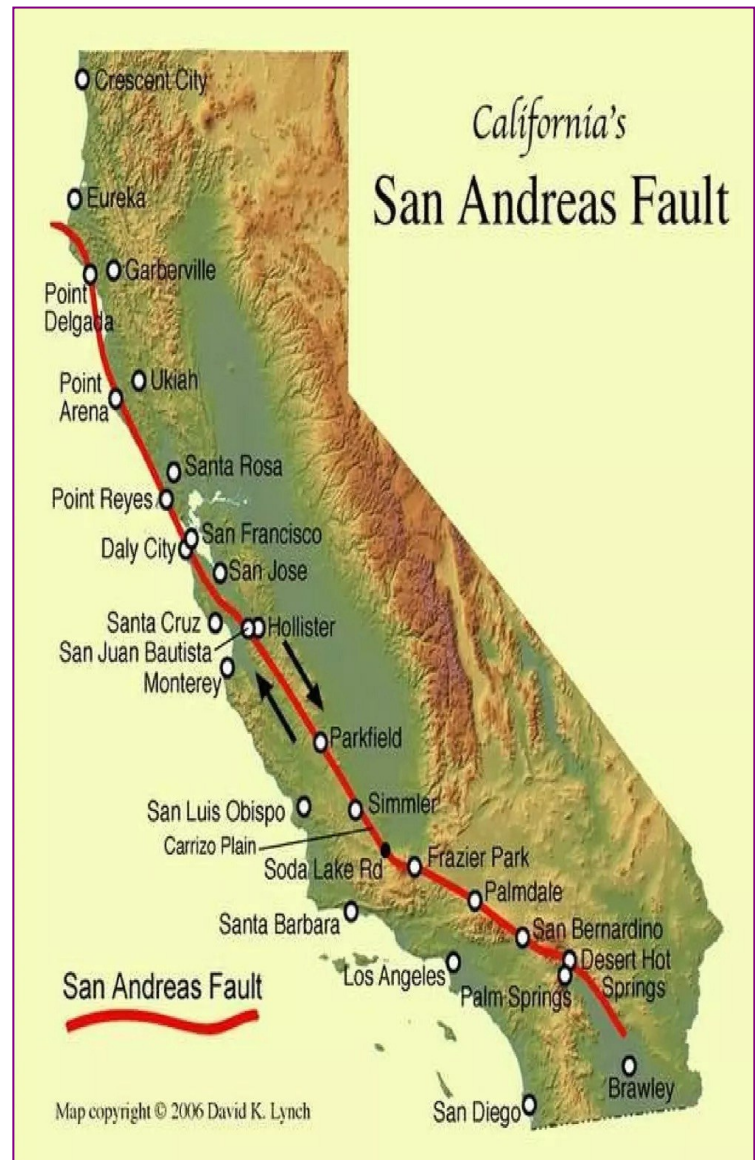 California's
San Andreas Fault
Crescent City
Eureka
Garberville
Point
Delgada
Ukiah
Point
Arena
Santa Rosa
Point Reyes
San Francisco
Daly City
San Jose
Santa Cruz
Hollister
San Juan Bautista
Monterey
Parkfield
San Luis Obispo
Simmler
Carrizo Plain
Soda Lake Rd
Frazier Park
Palmdale
Santa Barbara
San Bernardino
Los Angeles
Desert Hot
Springs
Palm Springs
San Andreas Fault
Brawley
San Diego
Map copyright © 2006 David K. Lynch